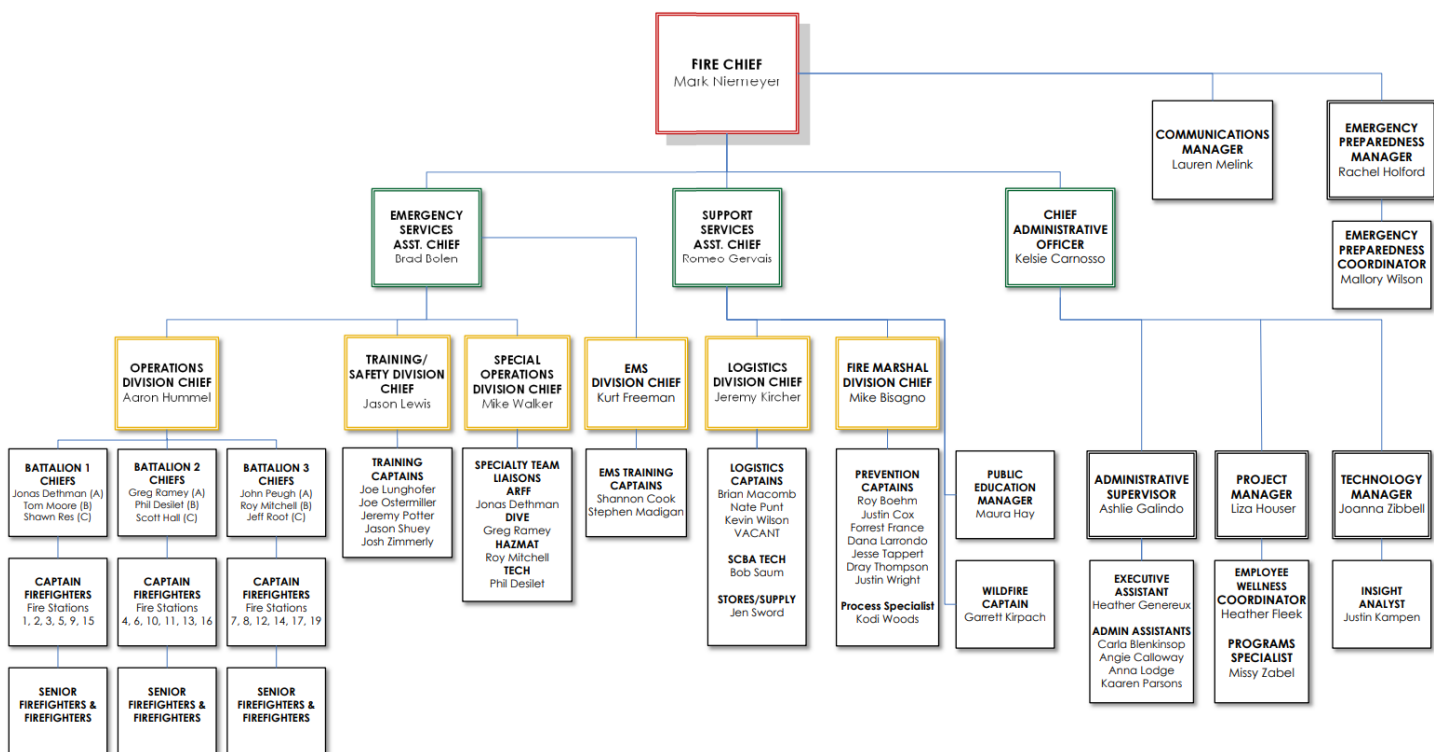 FIRE CHIEF
Mark Niemeyer
COMMUNICATIONS
MANAGER
Lauren Melink
EMERGENCY
PREPAREDNESS
MANAGER
Rachel Holford
EMERGENCY
PREPAREDNESS
COORDINATOR
Mallory Wilson
EMERGENCY
SERVICES
ASST. CHIEF
Brad Bolen
SUPPORT
SERVICES
ASST. CHIEF
Romeo Gervais
CHIEF
ADMINISTRATIVE
OFFICER
Kelsie Carnosso
OPERATIONS
DIVISION CHIEF
Aaron Hummel
TRAINING/
SAFETY DIVISION
CHIEF
Jason Lewis
SPECIAL
OPERATIONS
DIVISION CHIEF
Mike Walker
EMS
DIVISION CHIEF
Kurt Freeman
LOGISTICS
DIVISION CHIEF
Jeremy Kircher
FIRE MARSHAL
DIVISION CHIEF
Mike Bisagno
BATTALION 1
CHIEFS
Jonas Dethman (A)
Tom Moore (B)
Shawn Res (C)
BATTALION 2
CHIEFS
Greg Ramey (A)
Phil Desilet (B)
Scott Hall (C)
BATTALION 3
CHIEFS
John Peugh (A)
Roy Mitchell (B)
Jeff Root (C)
TRAINING
CAPTAINS
Joe Lunghofer
Joe Ostermiller
Jeremy Potter
Jason Shuey
Josh Zimmerly
SPECIALTY TEAM
LIAISONS
ARFF
Jonas Dethman
DIVE
Greg Ramey
HAZMAT
Roy Mitchell
TECH
Phil Desilet
EMS TRAINING
CAPTAINS
Shannon Cook
Stephen Madigan
LOGISTICS
CAPTAINS
Brian Macomb
Nate Punt
Kevin Wilson
VACANT
SCBA TECH
Bob Saum
STORES/SUPPLY
Jen Sword
PREVENTION
CAPTAINS
Roy Boehm
Justin Cox
Forrest France
Dana Larrondo
Jesse Tappert
Dray Thompson
Justin Wright
Process Specialist
Kodi Woods
PUBLIC
EDUCATION
MANAGER
Maura Hay
WILDFIRE
CAPTAIN
Garrett Kirpach
ADMINISTRATIVE
SUPERVISOR
Ashlie Galindo
PROJECT
MANAGER
Liza Houser
TECHNOLOGY
MANAGER
Joanna Zibbell
EXECUTIVE
ASSISTANT
Heather Genereux
ADMIN ASSISTANTS
Carla Blenkinsop
Angie Calloway
Anna Lodge
Kaaren Parsons
EMPLOYEE
WELLNESS
COORDINATOR
Heather Fleek
PROGRAMS
SPECIALIST
Missy Zabel
INSIGHT
ANALYST
Justin Kampen
CAPTAIN
FIREFIGHTERS
Fire Stations
1, 2, 3, 5, 9, 15
CAPTAIN
FIREFIGHTERS
Fire Stations
4, 6, 10, 11, 13, 16
CAPTAIN
FIREFIGHTERS
Fire Stations
7, 8, 12, 14, 17, 19
SENIOR
FIREFIGHTERS &
FIREFIGHTERS
SENIOR
FIREFIGHTERS &
FIREFIGHTERS
SENIOR
FIREFIGHTERS &
FIREFIGHTERS